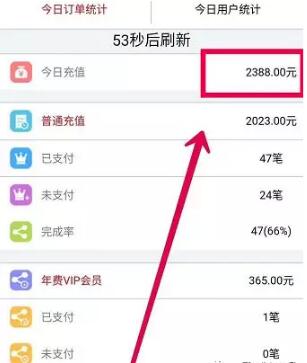 今日订单统计 今日用户统计
53秒后刷新
今日充值 2388.00元
普通充值 2023.00元
已支付 47笔
未支付 24笔
完成率 47(66%)
年费VIP会员 365.00元
已支付 1笔
未支付 0笔